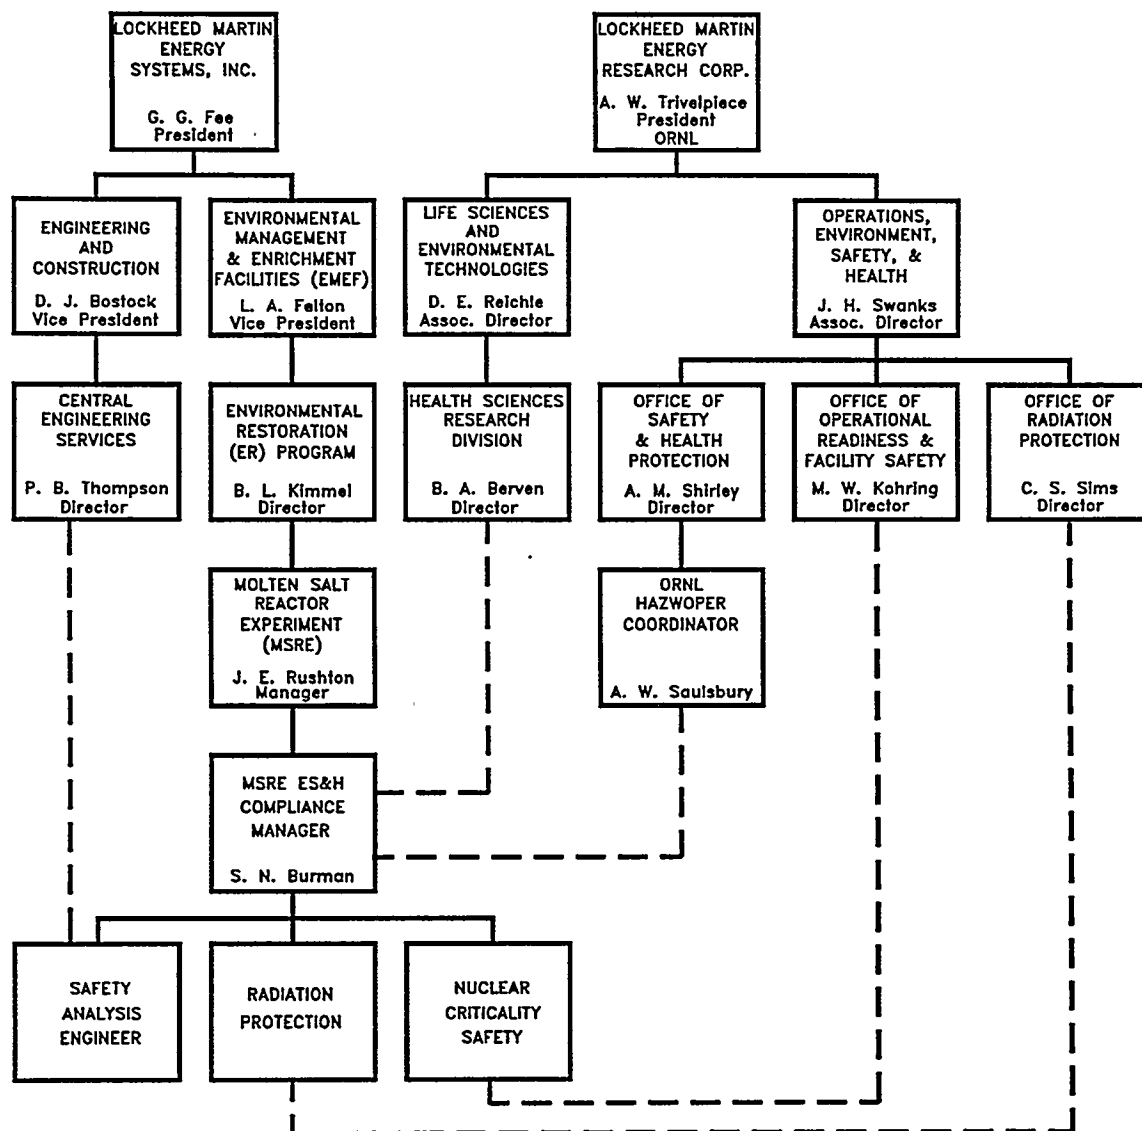 LOCKHEED MARTIN
ENERGY
SYSTEMS, INC.
G. G. Fee
President
LOCKHEED MARTIN
ENERGY
RESEARCH CORP.
A. W. Trivelpiece
President
ORNL
ENGINEERING
AND
CONSTRUCTION
D. J. Bostock
Vice President
ENVIRONMENTAL
MANAGEMENT
& ENRICHMENT
FACILITIES (EMEF)
L. A. Felton
Vice President
LIFE SCIENCES
AND
ENVIRONMENTAL
TECHNOLOGIES
D. E. Reichle
Assoc. Director
OPERATIONS,
ENVIRONMENT,
SAFETY, &
HEALTH
J. H. Swanks
Assoc. Director
CENTRAL
ENGINEERING
SERVICES
P. B. Thompson
Director
ENVIRONMENTAL
RESTORATION
(ER) PROGRAM
B. L. Kimmel
Director
HEALTH SCIENCES
RESEARCH
DIVISION
B. A. Berven
Director
OFFICE OF
SAFETY
& HEALTH
PROTECTION
A. M. Shirley
Director
OFFICE OF
OPERATIONAL
READINESS &
FACILITY SAFETY
M. W. Kohring
Director
OFFICE OF
RADIATION
PROTECTION
C. S. Sims
Director
MOLTEN SALT
REACTOR
EXPERIMENT
(MSRE)
J. E. Rushton
Manager
ORNL
HAZWOPER
COORDINATOR
A. W. Saulsbury
MSRE ES&H
COMPLIANCE
MANAGER
S. N. Burman
SAFETY
ANALYSIS
ENGINEER
RADIATION
PROTECTION
NUCLEAR
CRITICALITY
SAFETY